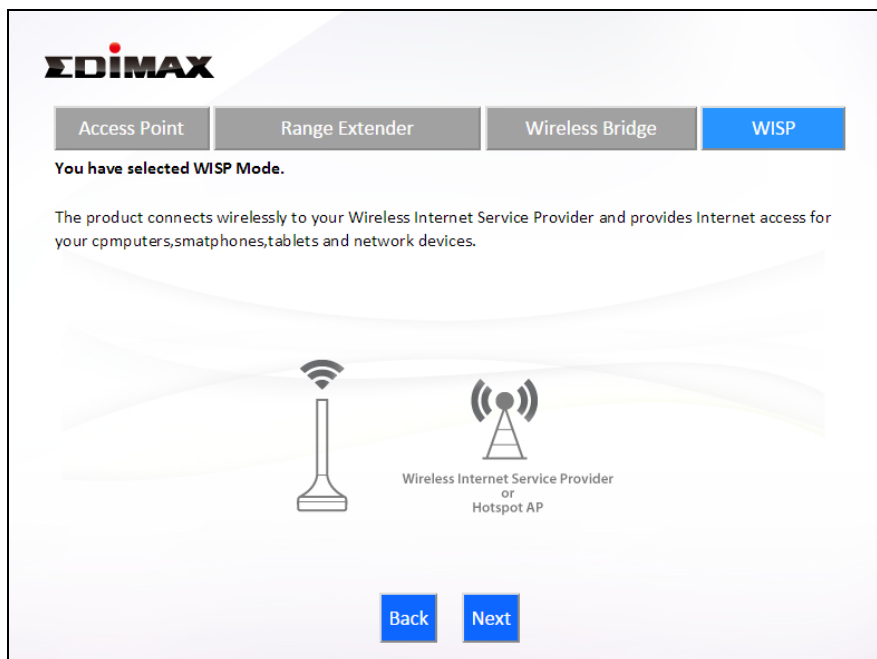 EDiMAX
Access Point Range Extender Wireless Bridge WISP
You have selected WISP Mode.
The product connects wirelessly to your Wireless Internet Service Provider and provides Internet access for
your cpmputers,smatphones,tablets and network devices.
Wireless Internet Service Provider
or
Hotspot AP
Back Next